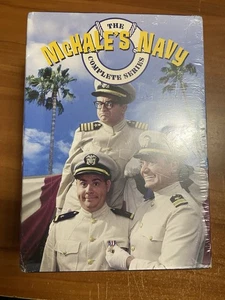 THE
McHALE'S NAVY
COMPLETE SERIES